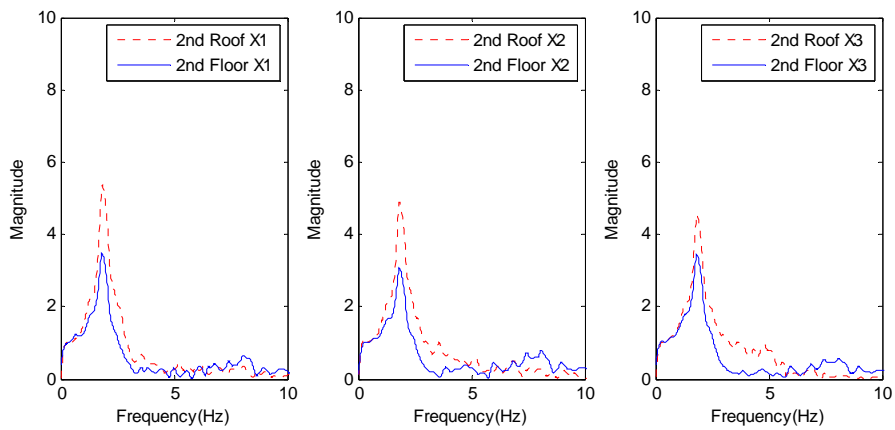 10
8
6
4
2
0
Magnitude
0
5
10
Frequency(Hz)
2nd Roof X1
2nd Floor X1
10
8
6
4
2
0
Magnitude
0
5
10
Frequency(Hz)
2nd Roof X2
2nd Floor X2
10
8
6
4
2
0
Magnitude
0
5
10
Frequency(Hz)
2nd Roof X3
2nd Floor X3